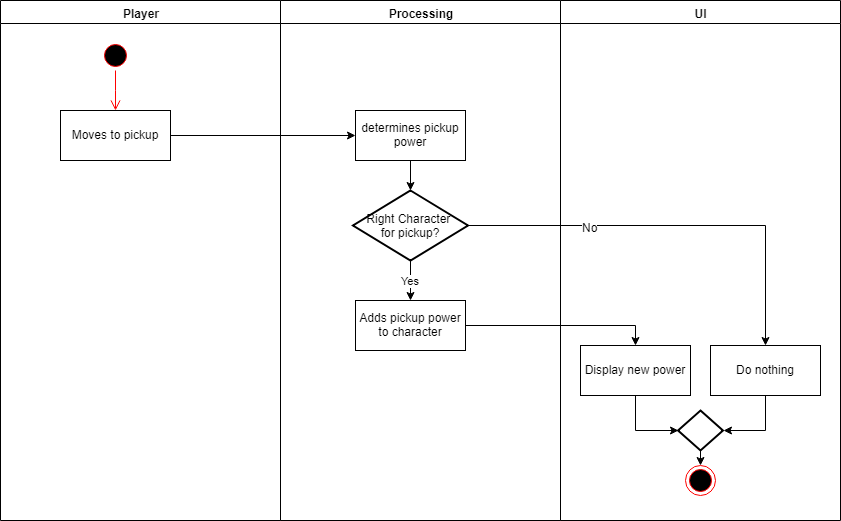 Player
Processing
UI
Moves to pickup
determines pickup
power
Right Character
for pickup?
No
Yes
Adds pickup power
to character
Display new power
Do nothing